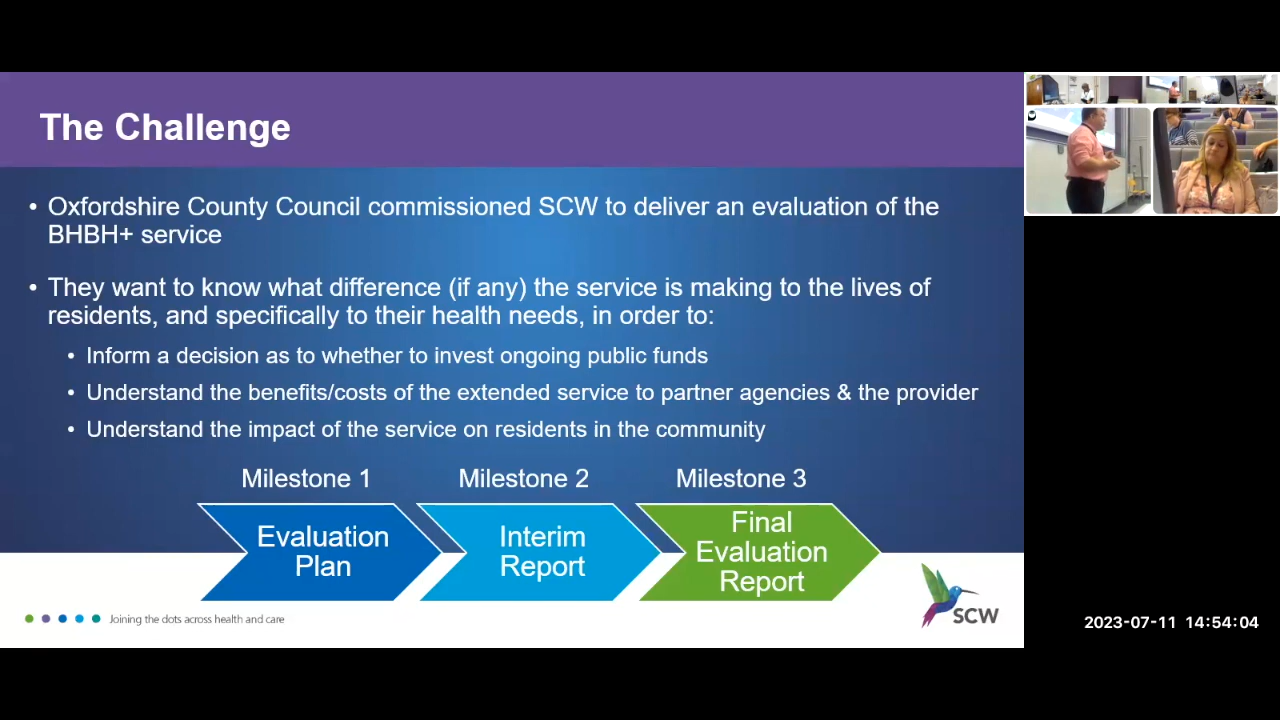 The Challenge
• Oxfordshire County Council commissioned SCW to deliver an evaluation of the
BHBH+ service
• They want to know what difference (if any) the service is making to the lives of
residents, and specifically to their health needs, in order to:
• Inform a decision as to whether to invest ongoing public funds
• Understand the benefits/costs of the extended service to partner agencies & the provider
• Understand the impact of the service on residents in the community
Milestone 1
Milestone 2
Milestone 3
Evaluation
Plan
Interim
Report
Final
Evaluation
Report
Joining the dots across health and care
SCW
2023-07-11 14:54:04